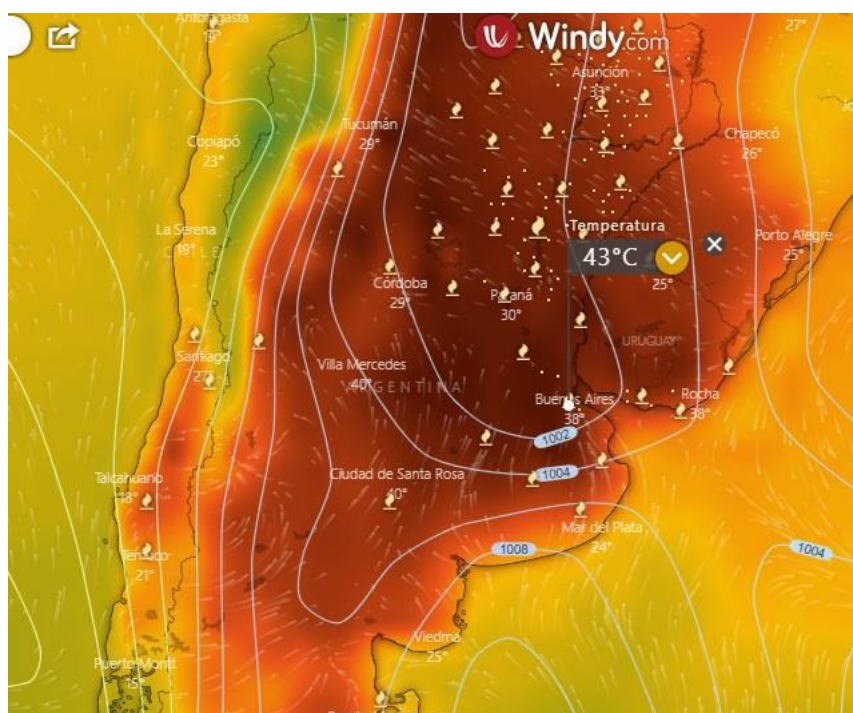 Antofagasta
19°
Windy.com
27°
Asunción
33°
Tucumán
29°
Copiapó
23°
Chapecó
26°
Temperatura
43°C
La Serena
19°
CHILE
Porto Alegre
25°
25°
Córdoba
29°
Paraná
30°
URUGUAY
Santiago
27°
Villa Mercedes
40°
ARGENTINA
Buenos Aires
38°
Rocha
38°
1002
Talcahuano
18°
Ciudad de Santa Rosa
40°
1004
Mar del Plata
24°
Temuco
21°
1008
1004
Viedma
25°
Puerto Montt
15°